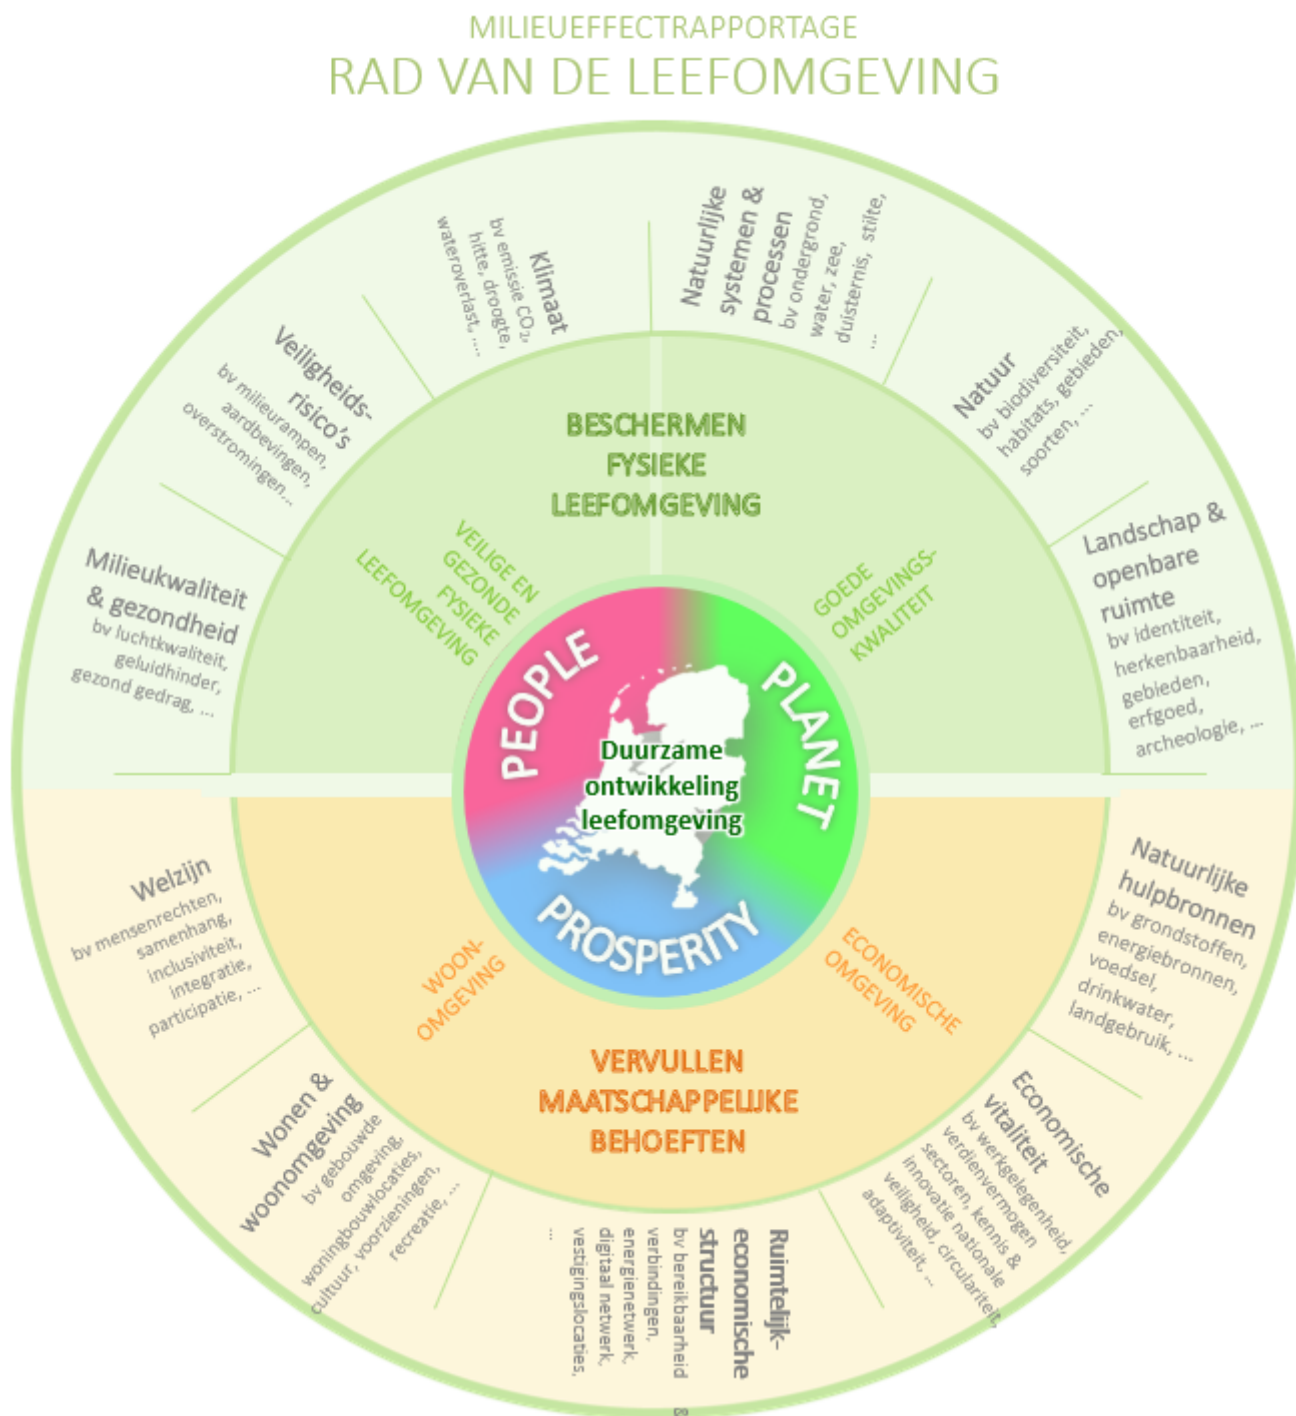 MILIEUEFFECTRAPPORTAGE
RAD VAN DE LEEFOMGEVING
Natuurlijke
systemen &
processen
bv ondergrond,
water, zee,
duisternis, stilte,
...
Natuur
bv biodiversiteit,
habitats, gebieden,
soorten, ...
Landschap &
openbare
ruimte
bv identiteit,
herkenbaarheid,
gebieden,
erfgoed,
archeologie, ...
Natuurlijke
hulpbronnen
bv grondstoffen,
energiebronnen,
voedsel,
drinkwater,
landgebruik, ...
Economische
vitaliteit
bv werkgelegenheid,
verdienvermogen
sectoren, kennis &
innovatie nationale
veiligheid, circulariteit,
adaptiviteit, ...
Ruimtelijk-
economische
structuur
bv bereikbaarheid &
verbindingen,
energienetwerk,
digitaal netwerk,
vestigingslocaties,
...
Wonen &
woonomgeving
bv gebouwde
omgeving,
woningbouwlocaties,
cultuur, voorzieningen,
recreatie, ...
Welzijn
bv mensenrechten,
samenhang,
inclusiviteit,
integratie,
participatie, ...
Milieukwaliteit
& gezondheid
bv luchtkwaliteit,
geluidhinder,
gezond gedrag, ...
Veiligheids-
risico's
bv milieurampen,
aardbevingen,
overstromingen...
Klimaat
bv emissie CO₂,
hitte, droogte,
wateroverlast, ....
BESCHERMEN
FYSIEKE
LEEFOMGEVING
VEILIGE EN
GEZONDE
FYSIEKE
LEEFOMGEVING
GOEDE
OMGEVINGS-
KWALITEIT
PEOPLE
PLANET
PROSPERITY
Duurzame
ontwikkeling
leefomgeving
WOON-
OMGEVING
ECONOMISCHE
OMGEVING
VERVULLEN
MAATSCHAPPELIJKE
BEHOEFTEN